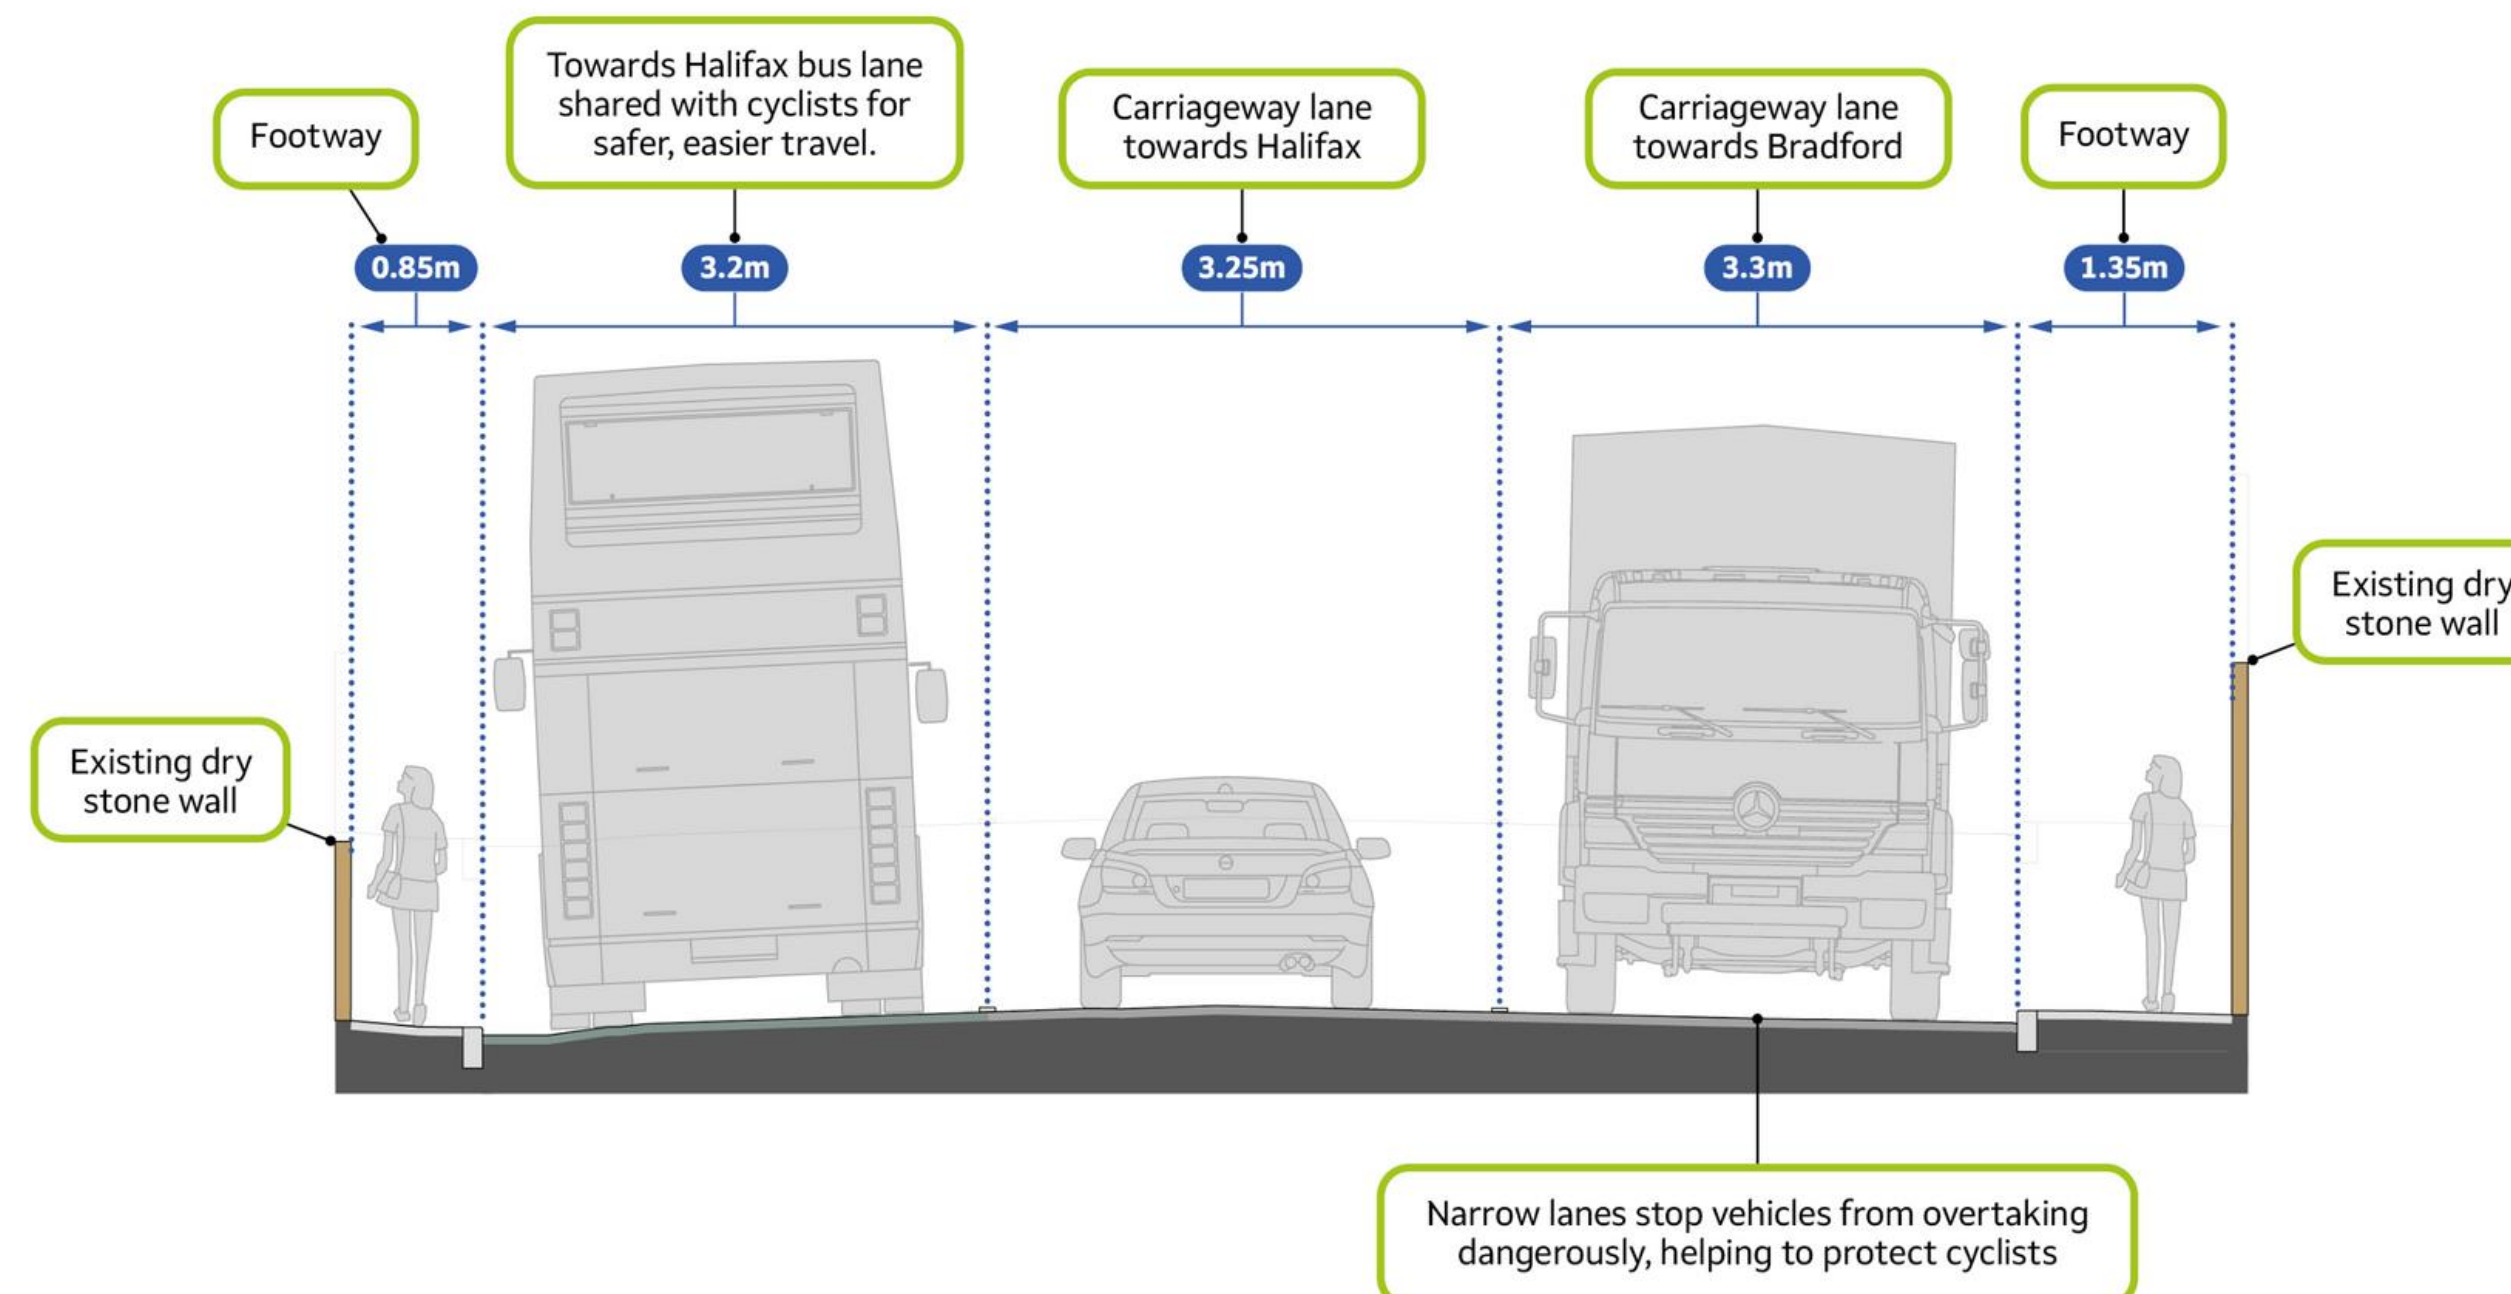 Footway
Towards Halifax bus lane
shared with cyclists for
safer, easier travel.
Carriageway lane
towards Halifax
Carriageway lane
towards Bradford
Footway
0.85m
3.2m
3.25m
3.3m
1.35m
Existing dry
stone wall
Existing dry
stone wall
Narrow lanes stop vehicles from overtaking
dangerously, helping to protect cyclists